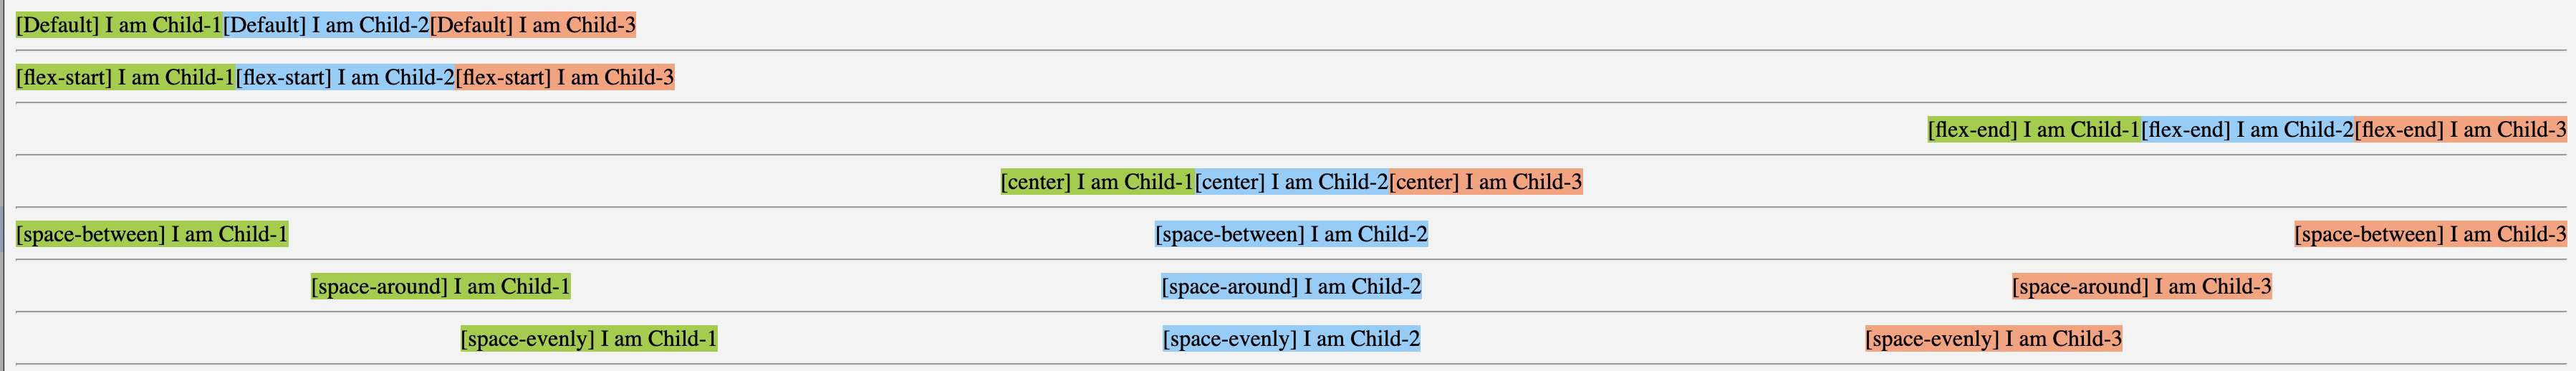 [Default] I am Child-1[Default] I am Child-2[Default] I am Child-3
[flex-start] I am Child-1[flex-start] I am Child-2[flex-start] I am Child-3
[flex-end] I am Child-1[flex-end] I am Child-2[flex-end] I am Child-3
[center] I am Child-1[center] I am Child-2[center] I am Child-3
[space-between] I am Child-1 [space-between] I am Child-2 [space-between] I am Child-3
[space-around] I am Child-1 [space-around] I am Child-2 [space-around] I am Child-3
[space-evenly] I am Child-1 [space-evenly] I am Child-2 [space-evenly] I am Child-3